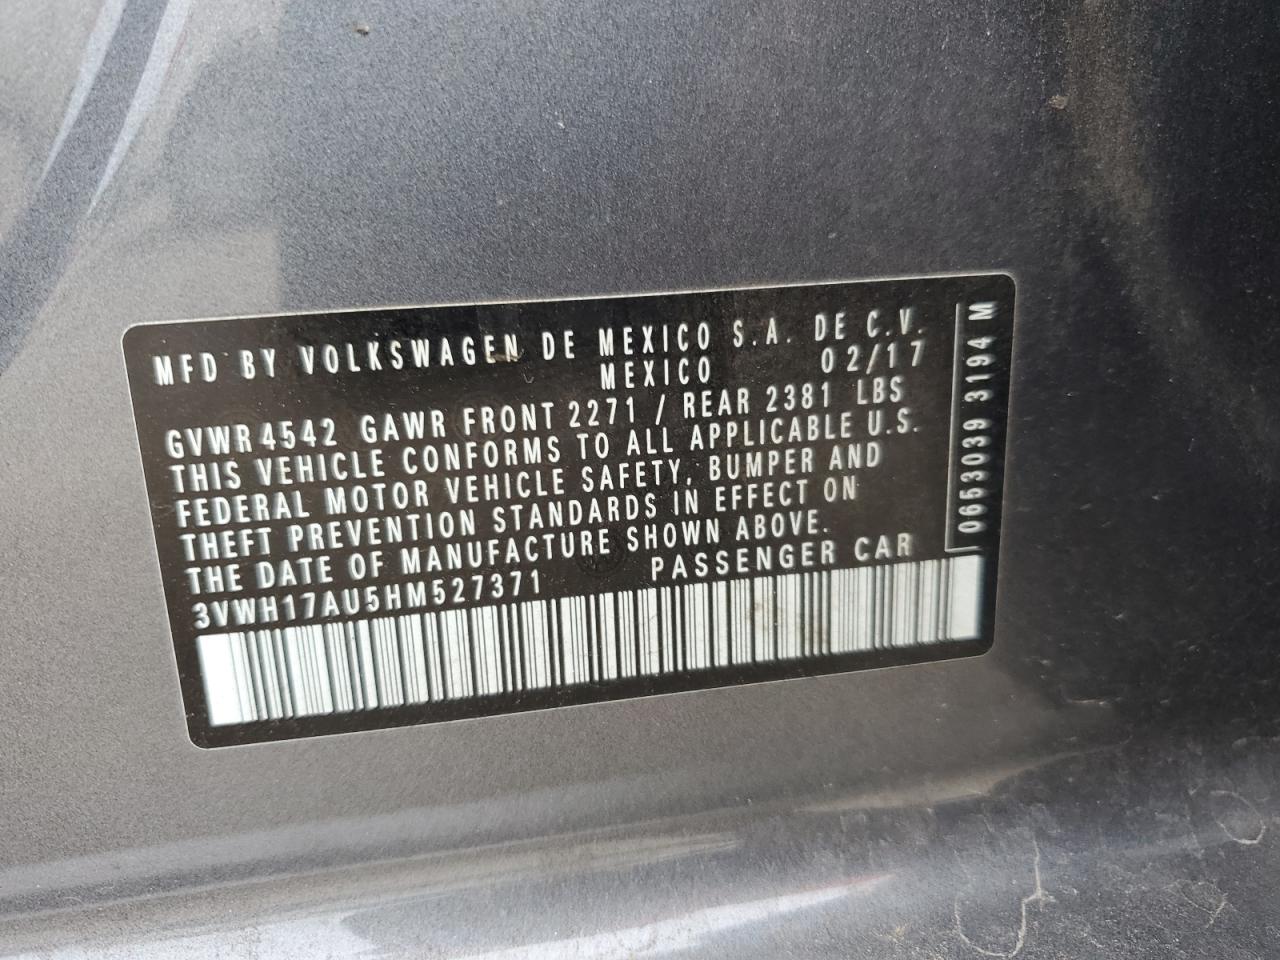 MFD BY VOLKSWAGEN DE MEXICO S.A. DE C.V.
MEXICO 02/17
GVWR 4542 GAWR FRONT 2271 / REAR 2381 LBS
THIS VEHICLE CONFORMS TO ALL APPLICABLE U.S.
FEDERAL MOTOR VEHICLE SAFETY, BUMPER AND
THEFT PREVENTION STANDARDS IN EFFECT ON
THE DATE OF MANUFACTURE SHOWN ABOVE.
3VWH17AU5HM527371 PASSENGER CAR
0653039 3194 M